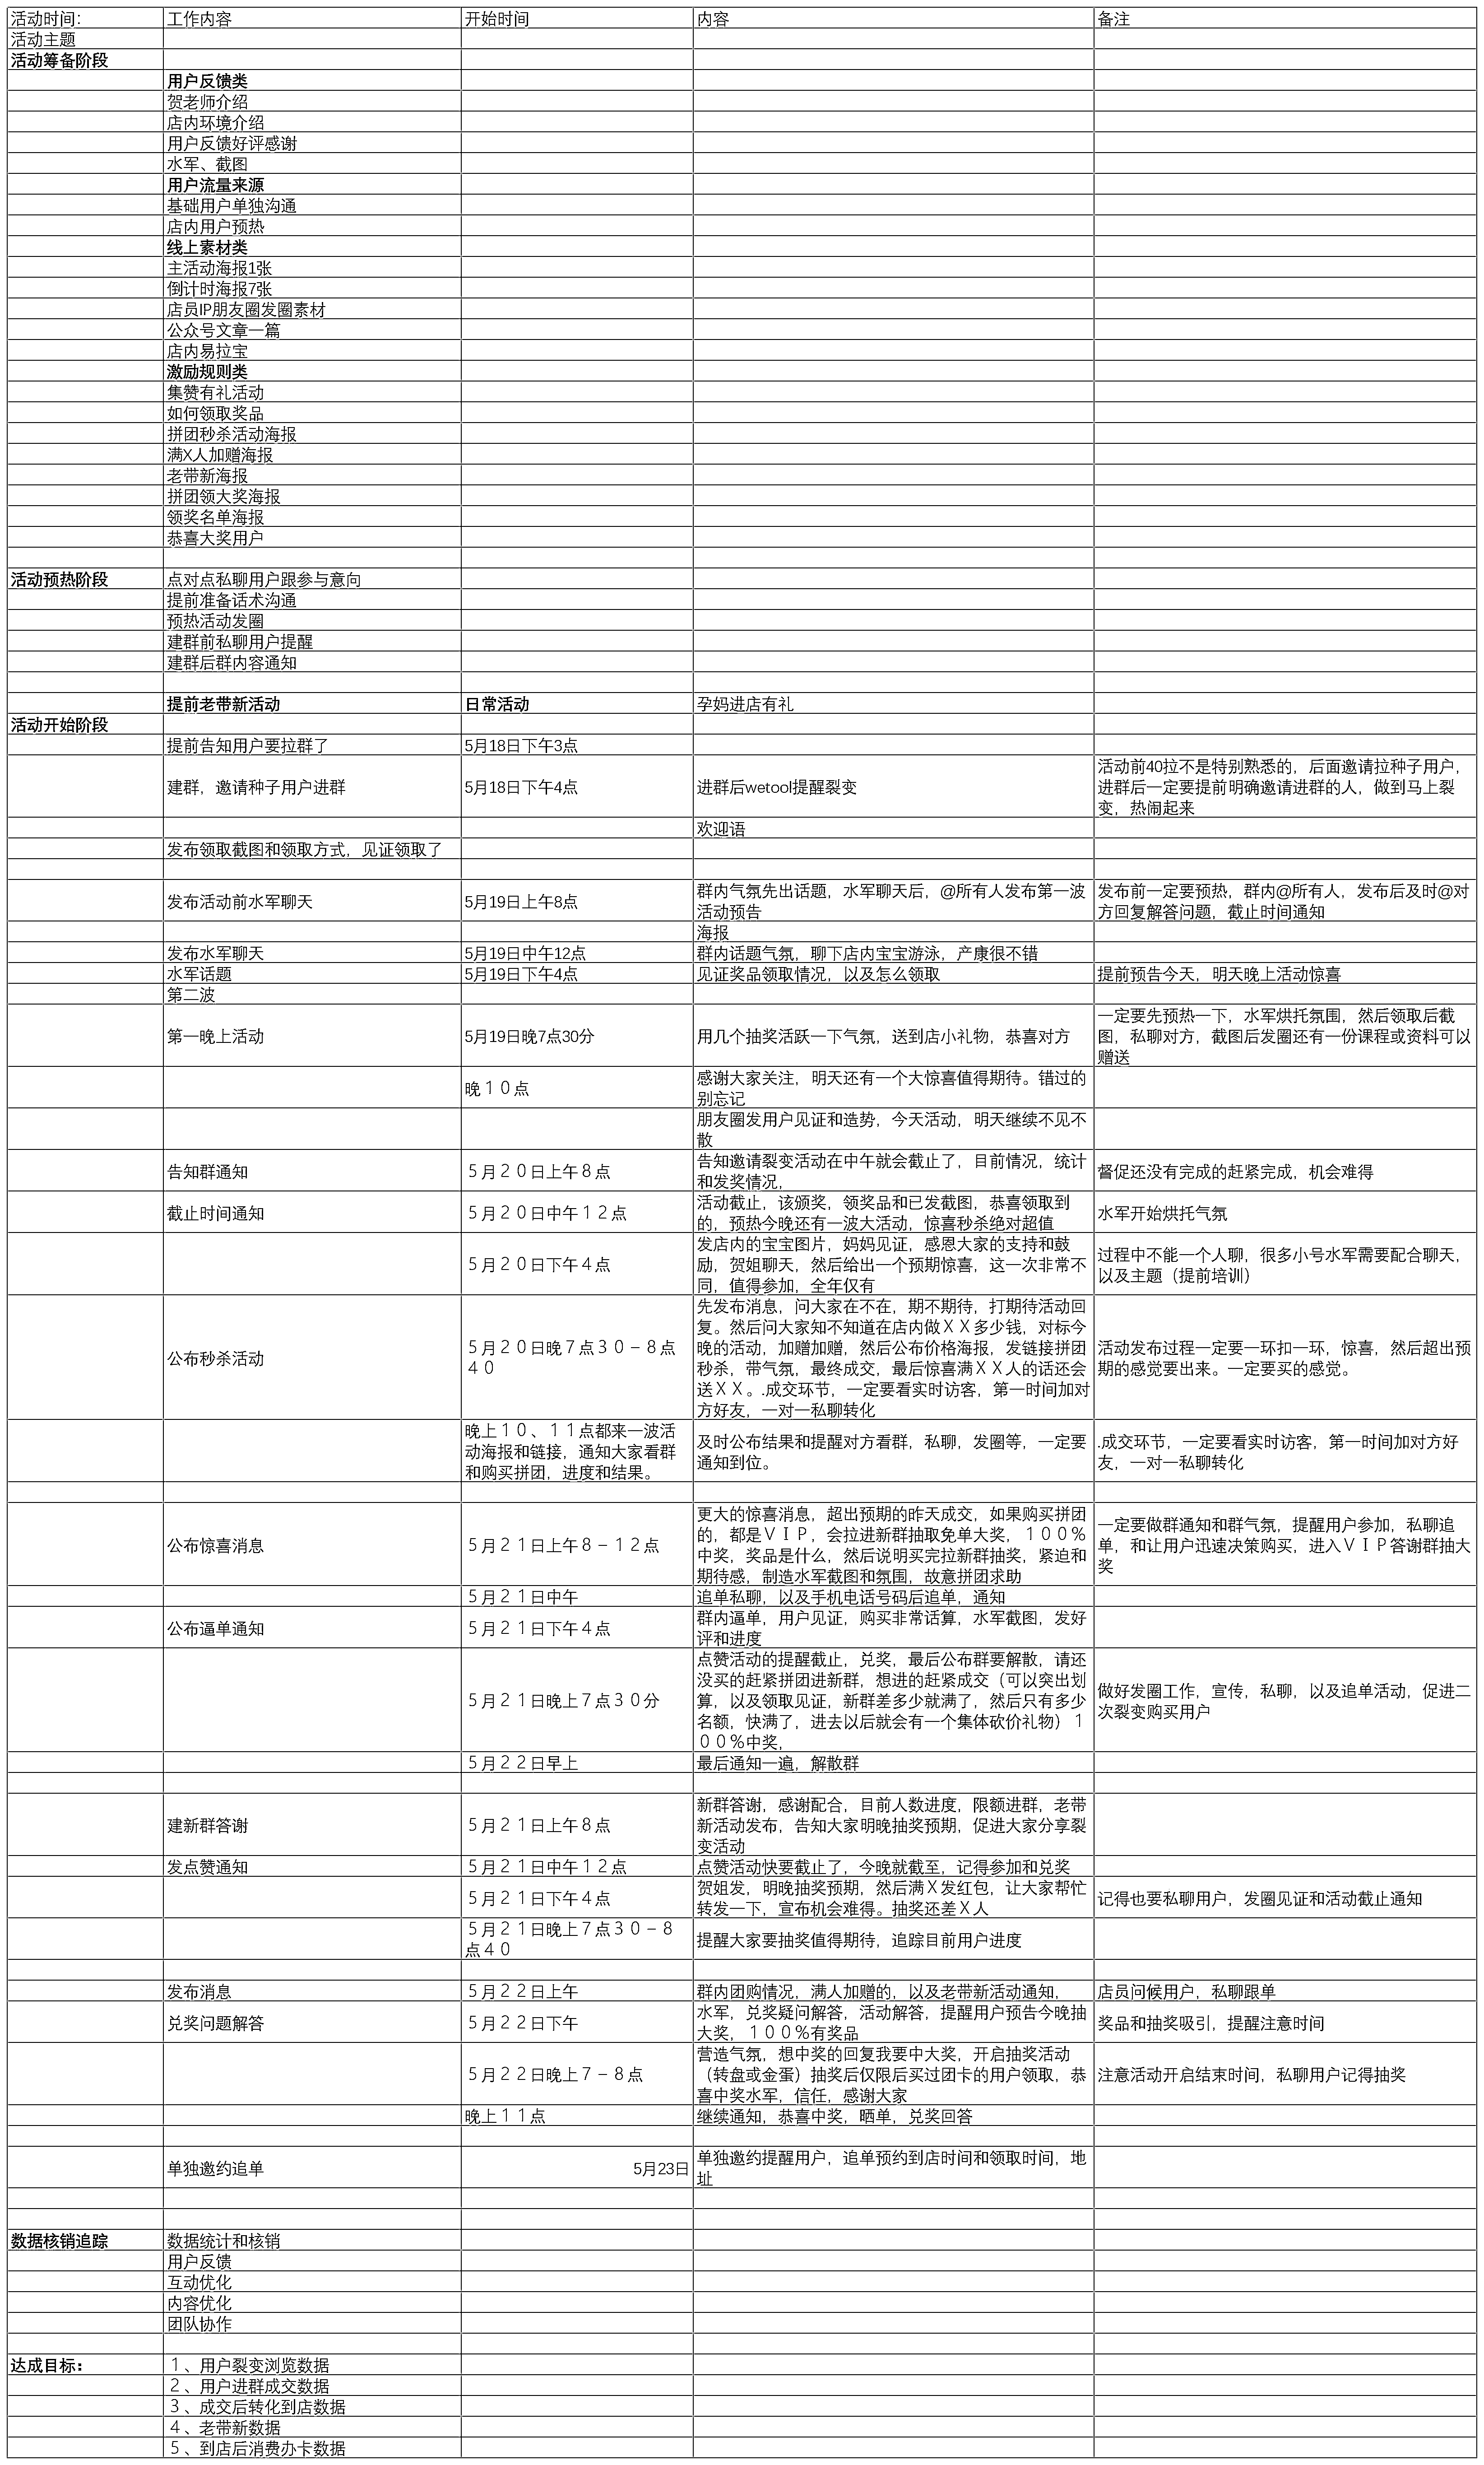 活动时间： 工作内容 开始时间 内容 备注
活动主题
活动筹备阶段
用户反馈类
贺老师介绍
店内环境介绍
用户反馈好评感谢
水军、截图
用户流量来源
基础用户单独沟通
店内用户预热
线上素材类
主活动海报1张
倒计时海报7张
店员IP朋友圈发圈素材
公众号文章一篇
店内易拉宝
激励规则类
集赞有礼活动
如何领取奖品
拼团秒杀活动海报
满X人加赠海报
老带新海报
拼团领大奖海报
领奖名单海报
恭喜大奖用户
活动预热阶段 点对点私聊用户跟参与意向
提前准备话术沟通
预热活动发圈
建群前私聊用户提醒
建群后群内容通知
提前老带新活动 日常活动 孕妈进店有礼
活动开始阶段
提前告知用户要拉群了 5月18日下午3点
建群，邀请种子用户进群 5月18日下午4点 进群后wetool提醒裂变
活动前40拉不是特别熟悉的，后面邀请拉种子用户，
进群后一定要提前明确邀请进群的人，做到马上裂
变，热闹起来
欢迎语
发布领取截图和领取方式，见证领取了
发布活动前水军聊天 5月19日上午8点
群内气氛先出话题，水军聊天后，@所有人发布第一波
活动预告
发布前一定要预热，群内@所有人，发布后及时@对
方回复解答问题，截止时间通知
海报
发布水军聊天 5月19日中午12点 群内话题气氛，聊下店内宝宝游泳，产康很不错
水军话题 5月19日下午4点 见证奖品领取情况，以及怎么领取 提前预告今天，明天晚上活动惊喜
第二波
第一晚上活动 5月19日晚7点30分 用几个抽奖活跃一下气氛，送到店小礼物，恭喜对方
一定要先预热一下，水军烘托氛围，然后领取后截
图，私聊对方，截图后发圈还有一份课程或资料可以
赠送
晚１０点
感谢大家关注，明天还有一个大惊喜值得期待。错过的
别忘记
朋友圈发用户见证和造势，今天活动，明天继续不见不
散
告知群通知 ５月２０日上午８点
告知邀请裂变活动在中午就会截止了，目前情况，统计
和发奖情况，
督促还没有完成的赶紧完成，机会难得
截止时间通知 ５月２０日中午１２点
活动截止，该颁奖，领奖品和已发截图，恭喜领取到
的，预热今晚还有一波大活动，惊喜秒杀绝对超值
水军开始烘托气氛
５月２０日下午４点
发店内的宝宝图片，妈妈见证，感恩大家的支持和鼓
励，贺姐聊天，然后给出一个预期惊喜，这一次非常不
同，值得参加，全年仅有
过程中不能一个人聊，很多小号水军需要配合聊天，
以及主题（提前培训）
公布秒杀活动
５月２０日晚７点３０－８点
４０
先发布消息，问大家在不在，期不期待，打期待活动回
复。然后问大家知不知道在店内做ＸＸ多少钱，对标今
晚的活动，加赠加赠，然后公布价格海报，发链接拼团
秒杀，带气氛，最终成交，最后惊喜满ＸＸ人的话还会
送ＸＸ。.成交环节，一定要看实时访客，第一时间加对
方好友，一对一私聊转化
活动发布过程一定要一环扣一环，惊喜，然后超出预
期的感觉要出来。一定要买的感觉。
晚上１０、１１点都来一波活
动海报和链接，通知大家看群
和购买拼团，进度和结果。
及时公布结果和提醒对方看群，私聊，发圈等，一定要
通知到位。
.成交环节，一定要看实时访客，第一时间加对方好
友，一对一私聊转化
公布惊喜消息 ５月２１日上午８－１２点
更大的惊喜消息，超出预期的昨天成交，如果购买拼团
的，都是ＶＩＰ，会拉进新群抽取免单大奖，１００％
中奖，奖品是什么，然后说明买完拉新群抽奖，紧迫和
期待感，制造水军截图和氛围，故意拼团求助
一定要做群通知和群气氛，提醒用户参加，私聊追
单，和让用户迅速决策购买，进入ＶＩＰ答谢群抽大
奖
５月２１日中午 追单私聊，以及手机电话号码后追单，通知
公布逼单通知 ５月２１日下午４点
群内逼单，用户见证，购买非常话算，水军截图，发好
评和进度
５月２１日晚上７点３０分
点赞活动的提醒截止，兑奖，最后公布群要解散，请还
没买的赶紧拼团进新群，想进的赶紧成交（可以突出划
算，以及领取见证，新群差多少就满了，然后只有多少
名额，快满了，进去以后就会有一个集体砍价礼物）１
００％中奖，
做好发圈工作，宣传，私聊，以及追单活动，促进二
次裂变购买用户
５月２２日早上 最后通知一遍，解散群
建新群答谢 ５月２１日上午８点
新群答谢，感谢配合，目前人数进度，限额进群，老带
新活动发布，告知大家明晚抽奖预期，促进大家分享裂
变活动
发点赞通知 ５月２１日中午１２点 点赞活动快要截止了，今晚就截至，记得参加和兑奖
５月２１日下午４点
贺姐发，明晚抽奖预期，然后满Ｘ发红包，让大家帮忙
转发一下，宣布机会难得。抽奖还差Ｘ人
记得也要私聊用户，发圈见证和活动截止通知
５月２１日晚上７点３０－８
点４０
提醒大家要抽奖值得期待，追踪目前用户进度
发布消息 ５月２２日上午 群内团购情况，满人加赠的，以及老带新活动通知， 店员问候用户，私聊跟单
兑奖问题解答 ５月２２日下午
水军，兑奖疑问解答，活动解答，提醒用户预告今晚抽
大奖，１００％有奖品
奖品和抽奖吸引，提醒注意时间
５月２２日晚上７－８点
营造气氛，想中奖的回复我要中大奖，开启抽奖活动
（转盘或金蛋）抽奖后仅限后买过团卡的用户领取，恭
喜中奖水军，信任，感谢大家
注意活动开启结束时间，私聊用户记得抽奖
晚上１１点 继续通知，恭喜中奖，晒单，兑奖回答
单独邀约追单 5月23日
单独邀约提醒用户，追单预约到店时间和领取时间，地
址
数据核销追踪 数据统计和核销
用户反馈
互动优化
内容优化
团队协作
达成目标： １、用户裂变浏览数据
２、用户进群成交数据
３、成交后转化到店数据
４、老带新数据
５、到店后消费办卡数据